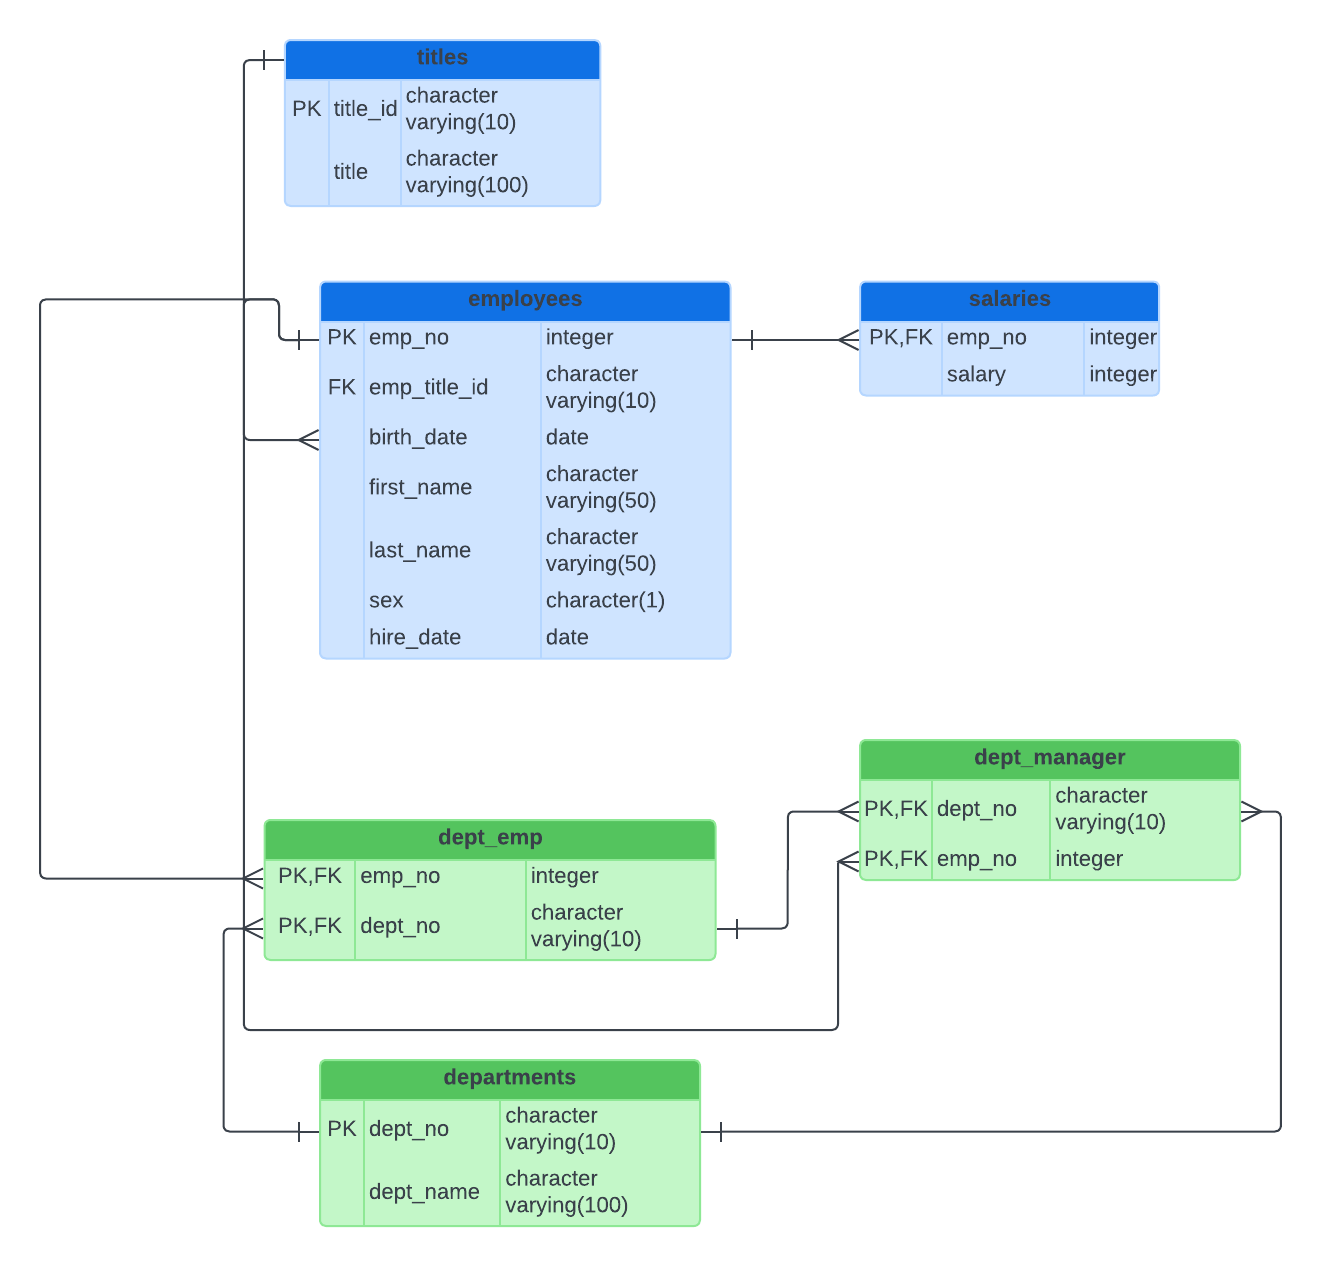 titles
PK title_id character varying(10)
title character varying(100)
employees
PK emp_no integer
FK emp_title_id character varying(10)
birth_date date
first_name character varying(50)
last_name character varying(50)
sex character(1)
hire_date date
salaries
PK,FK emp_no integer
salary integer
dept_manager
PK,FK dept_no character varying(10)
PK,FK emp_no integer
dept_emp
PK,FK emp_no integer
PK,FK dept_no character varying(10)
departments
PK dept_no character varying(10)
dept_name character varying(100)